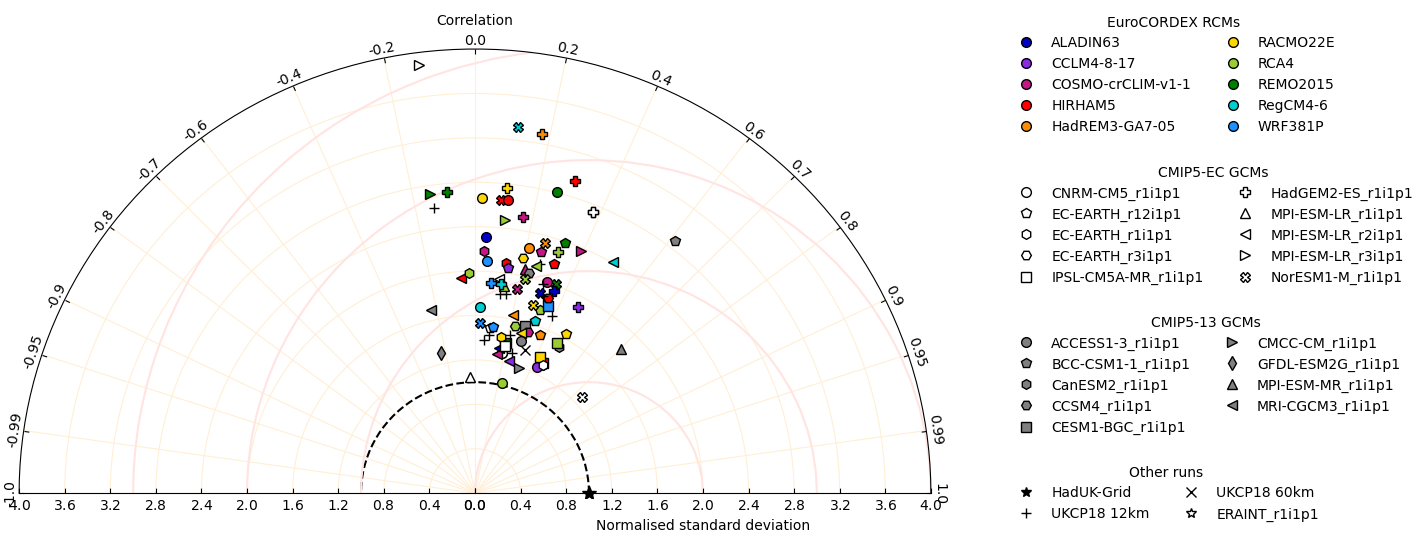 Correlation
0.0
-0.2
0.2
-0.4
0.4
-0.6
0.6
-0.7
0.7
-0.8
0.8
-0.9
0.9
-0.95
0.95
-0.99
0.99
-1.0
1.0
4.0 3.6 3.2 2.8 2.4 2.0 1.6 1.2 0.8 0.4 0.0 0.4 0.8 1.2 1.6 2.0 2.4 2.8 3.2 3.6 4.0
Normalised standard deviation
EuroCORDEX RCMs
ALADIN63
CCLM4-8-17
COSMO-crCLIM-v1-1
HIRHAM5
HadREM3-GA7-05
RACMO22E
RCA4
REMO2015
RegCM4-6
WRF381P
CMIP5-EC GCMs
CNRM-CM5_r1i1p1
EC-EARTH_r12i1p1
EC-EARTH_r1i1p1
EC-EARTH_r3i1p1
IPSL-CM5A-MR_r1i1p1
HadGEM2-ES_r1i1p1
MPI-ESM-LR_r1i1p1
MPI-ESM-LR_r2i1p1
MPI-ESM-LR_r3i1p1
NorESM1-M_r1i1p1
CMIP5-13 GCMs
ACCESS1-3_r1i1p1
BCC-CSM1-1_r1i1p1
CanESM2_r1i1p1
CCSM4_r1i1p1
CESM1-BGC_r1i1p1
CMCC-CM_r1i1p1
GFDL-ESM2G_r1i1p1
MPI-ESM-MR_r1i1p1
MRI-CGCM3_r1i1p1
Other runs
HadUK-Grid
UKCP18 12km
UKCP18 60km
ERAINT_r1i1p1